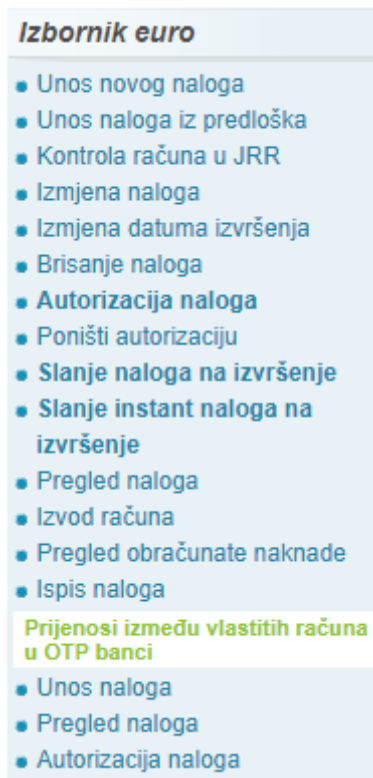 Izbornik euro
Unos novog naloga
Unos naloga iz predloška
Kontrola računa u JRR
Izmjena naloga
Izmjena datuma izvršenja
Brisanje naloga
Autorizacija naloga
Poništi autorizaciju
Slanje naloga na izvršenje
Slanje instant naloga na
izvršenje
Pregled naloga
Izvod računa
Pregled obračunate naknade
Ispis naloga
Prijenosi između vlastitih računa
u OTP banci
Unos naloga
Pregled naloga
Autorizacija naloga